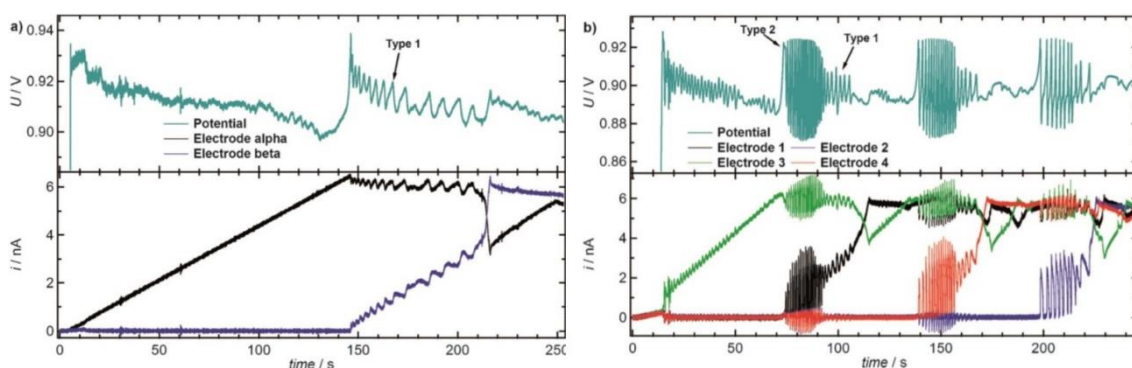 a)
0.94
0.92
0.90
U / V
Type 1
Potential
Electrode alpha
Electrode beta
6
4
2
0
i / nA
0 50 100 150 200 250
time / s
b)
0.92
0.90
0.88
0.86
U / V
Type 2
Type 1
Potential
Electrode 1 Electrode 2
Electrode 3 Electrode 4
6
4
2
0
i / nA
0 50 100 150 200
time / s